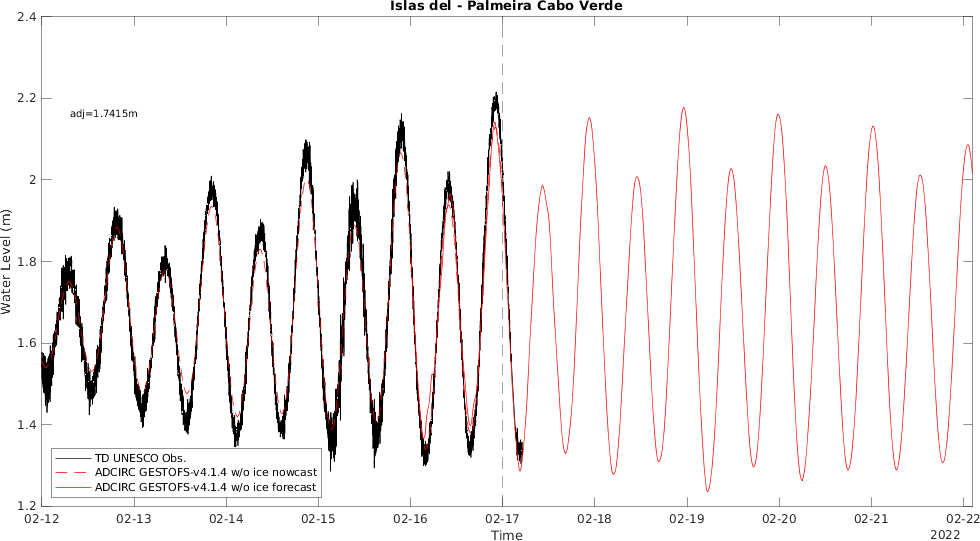 Islas del - Palmeira Cabo Verde
2.4
2.2
2
1.8
1.6
1.4
1.2
Water Level (m)
adj=1.7415m
TD UNESCO Obs.
ADCIRC GESTOFS-v4.1.4 w/o ice nowcast
ADCIRC GESTOFS-v4.1.4 w/o ice forecast
02-12 02-13 02-14 02-15 02-16 02-17 02-18 02-19 02-20 02-21 02-22
Time
2022